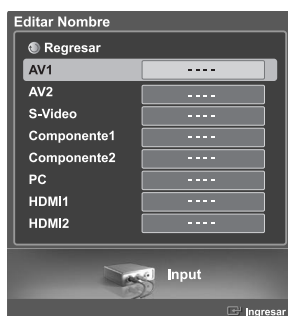 Editar Nombre
Regresar
AV1 ----
AV2 ----
S-Video ----
Componente1 ----
Componente2 ----
PC ----
HDMI1 ----
HDMI2 ----
Input
Ingresar